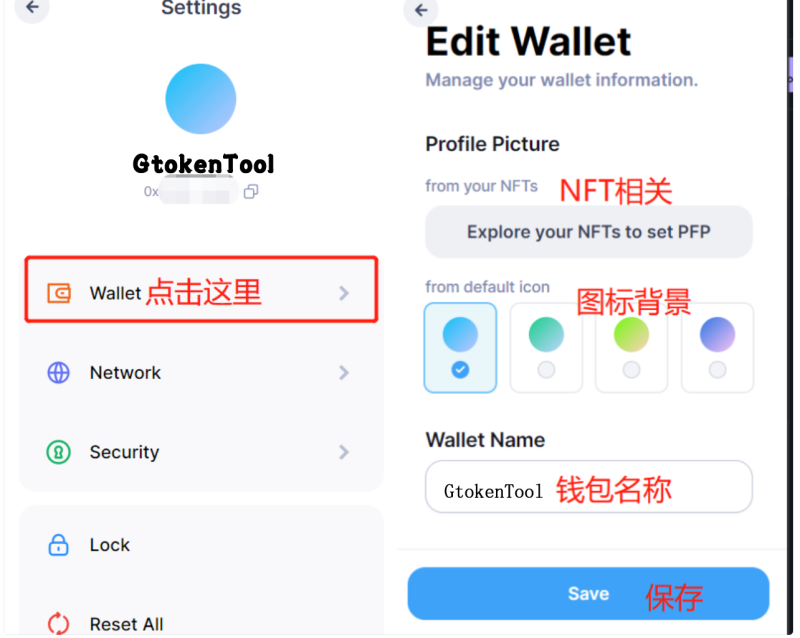 Settings
GtokenTool
0x
Wallet 点击这里
Network
Security
Lock
Reset All
Edit Wallet
Manage your wallet information.
Profile Picture
from your NFTs NFT相关
Explore your NFTs to set PFP
from default icon 图标背景
Wallet Name
GtokenTool 钱包名称
Save 保存